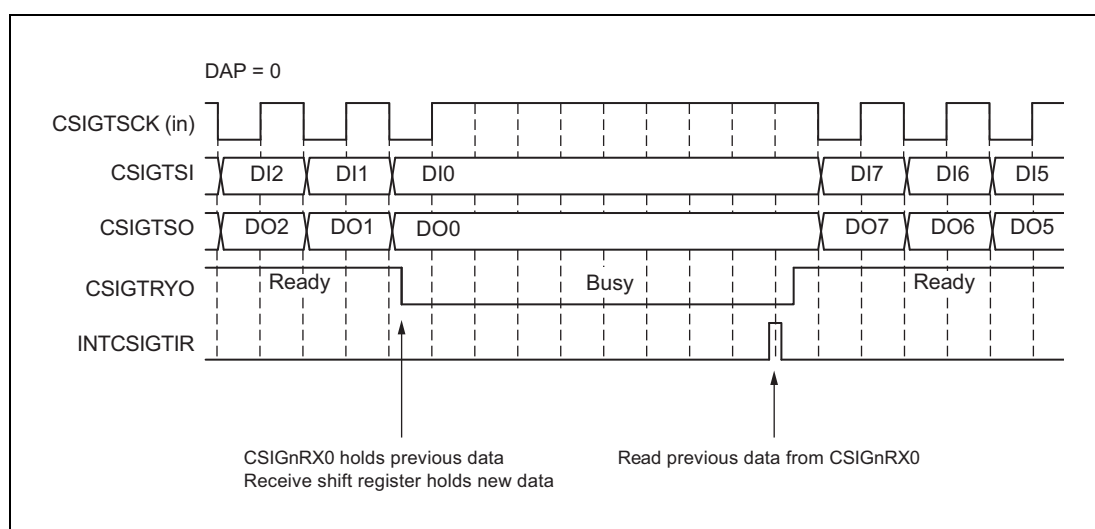 DAP = 0
CSIGTSCK (in)
CSIGTSI DI2 DI1 DI0 DI7 DI6 DI5
CSIGTSO DO2 DO1 DO0 DO7 DO6 DO5
CSIGTRYO Ready Busy Ready
INTCSIGTIR
CSIGnRX0 holds previous data
Receive shift register holds new data
Read previous data from CSIGnRX0